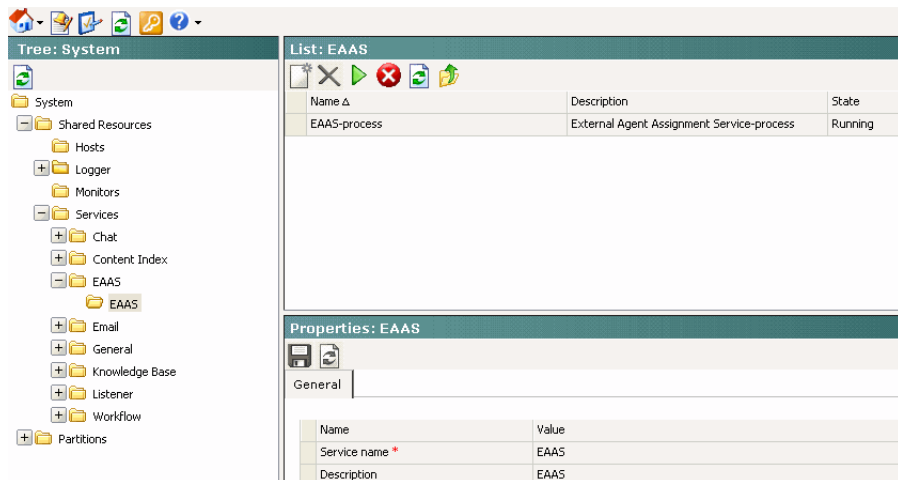 Tree: System
System
Shared Resources
Hosts
Logger
Monitors
Services
Chat
Content Index
EAAS
EAAS
Email
General
Knowledge Base
Listener
Workflow
Partitions
List: EAAS
Name Description State
EAAS-process External Agent Assignment Service-process Running
Properties: EAAS
General
Name Value
Service name * EAAS
Description EAAS